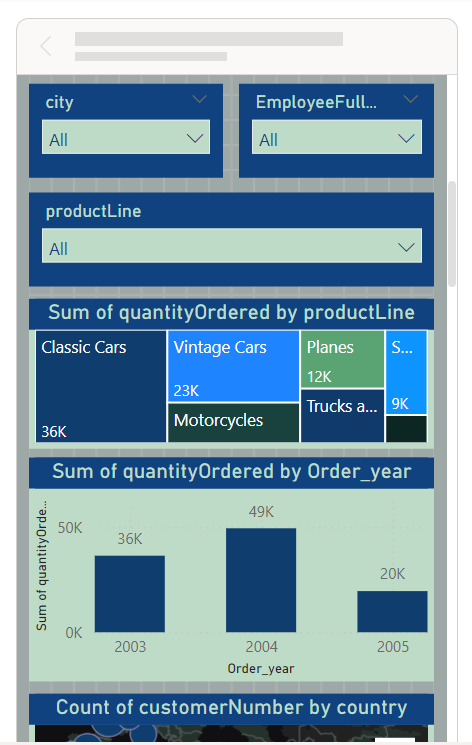 city
EmployeeFull...
All
All
productLine
All
Sum of quantityOrdered by productLine
Classic Cars
36K
Vintage Cars
23K
Motorcycles
Planes
12K
Trucks a...
S...
9K
Sum of quantityOrdered by Order_year
Sum of quantityOrde...
50K
0K
36K
49K
20K
2003
2004
2005
Order_year
Count of customerNumber by country